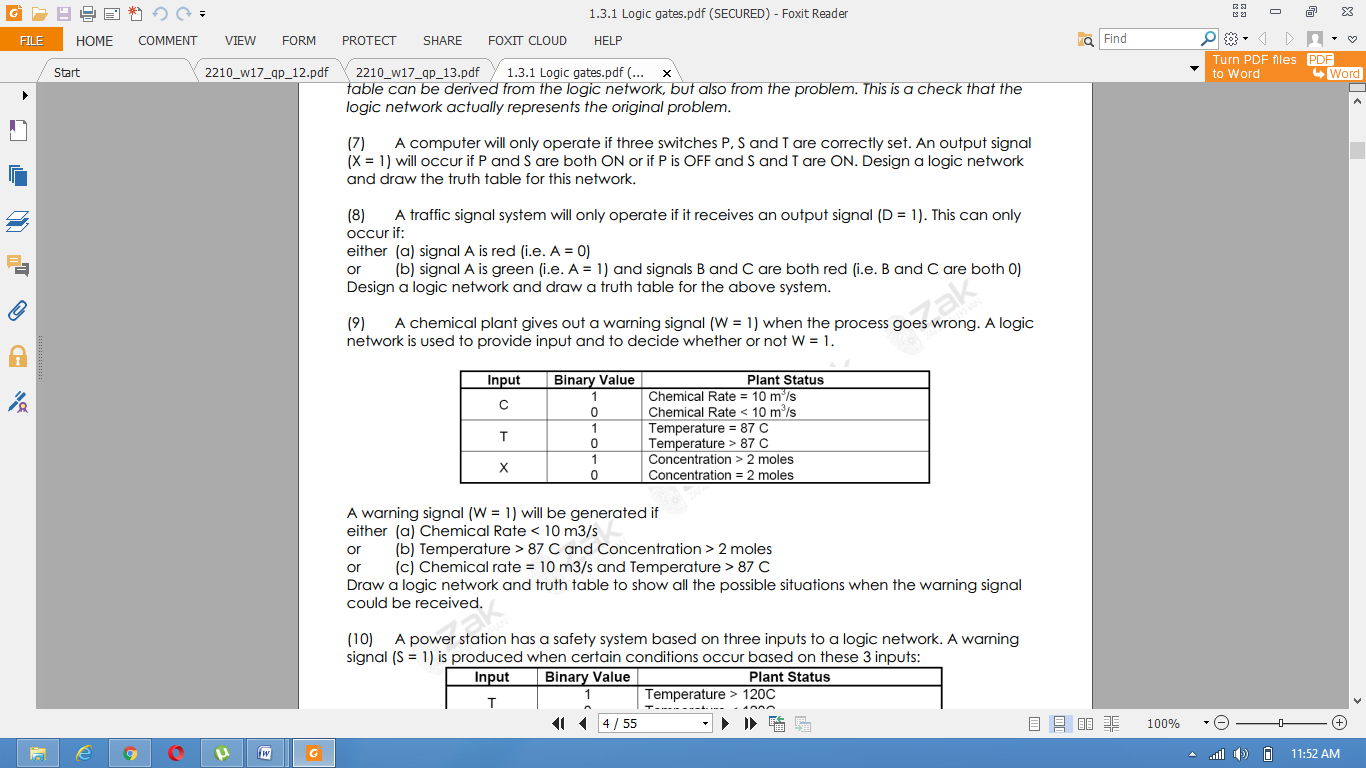 1.3.1 Logic gates.pdf (SECURED) - Foxit Reader
FILE HOME COMMENT VIEW FORM PROTECT SHARE FOXIT CLOUD HELP Find
Start 2210_w17_qp_12.pdf 2210_w17_qp_13.pdf 1.3.1 Logic gates.pdf (... Turn PDF files to Word PDF Word
table can be derived from the logic network, but also from the problem. This is a check that the
logic network actually represents the original problem.
(7) A computer will only operate if three switches P, S and T are correctly set. An output signal
(X = 1) will occur if P and S are both ON or if P is OFF and S and T are ON. Design a logic network
and draw the truth table for this network.
(8) A traffic signal system will only operate if it receives an output signal (D = 1). This can only
occur if:
either (a) signal A is red (i.e. A = 0)
or (b) signal A is green (i.e. A = 1) and signals B and C are both red (i.e. B and C are both 0)
Design a logic network and draw a truth table for the above system.
Zak
(9) A chemical plant gives out a warning signal (W = 1) when the process goes wrong. A logic
network is used to provide input and to decide whether or not W = 1.
Input Binary Value Plant Status
C 1 Chemical Rate = 10 m³/s
0 Chemical Rate < 10 m³/s
T 1 Temperature = 87 C
0 Temperature > 87 C
X 1 Concentration > 2 moles
0 Concentration = 2 moles
A warning signal (W = 1) will be generated if
either (a) Chemical Rate < 10 m3/s
or (b) Temperature > 87 C and Concentration > 2 moles
or (c) Chemical rate = 10 m3/s and Temperature > 87 C
Draw a logic network and truth table to show all the possible situations when the warning signal
could be received.
Zak
(10) A power station has a safety system based on three inputs to a logic network. A warning
signal (S = 1) is produced when certain conditions occur based on these 3 inputs:
Input Binary Value Plant Status
T 1 Temperature > 120C
4 / 55 100%
11:52 AM